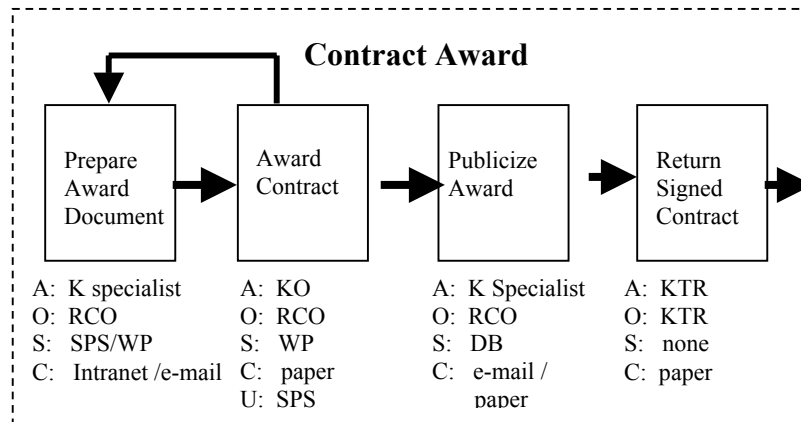 Contract Award
Prepare
Award
Document
Award
Contract
Publicize
Award
Return
Signed
Contract
A: K specialist
O: RCO
S: SPS/WP
C: Intranet /e-mail
A: KO
O: RCO
S: WP
C: paper
U: SPS
A: K Specialist
O: RCO
S: DB
C: e-mail /
paper
A: KTR
O: KTR
S: none
C: paper